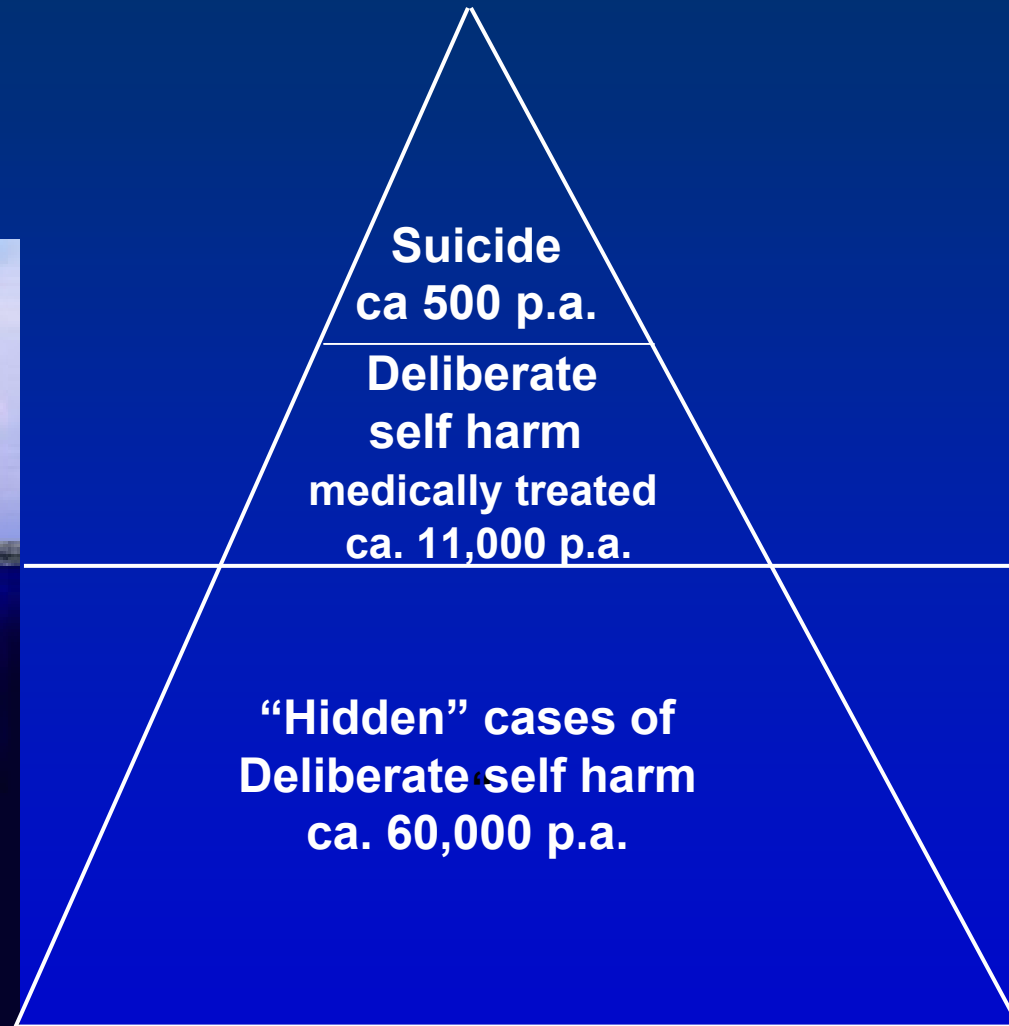 Suicide
ca 500 p.a.
Deliberate
self harm
medically treated
ca. 11,000 p.a.
“Hidden” cases of
Deliberate self harm
ca. 60,000 p.a.